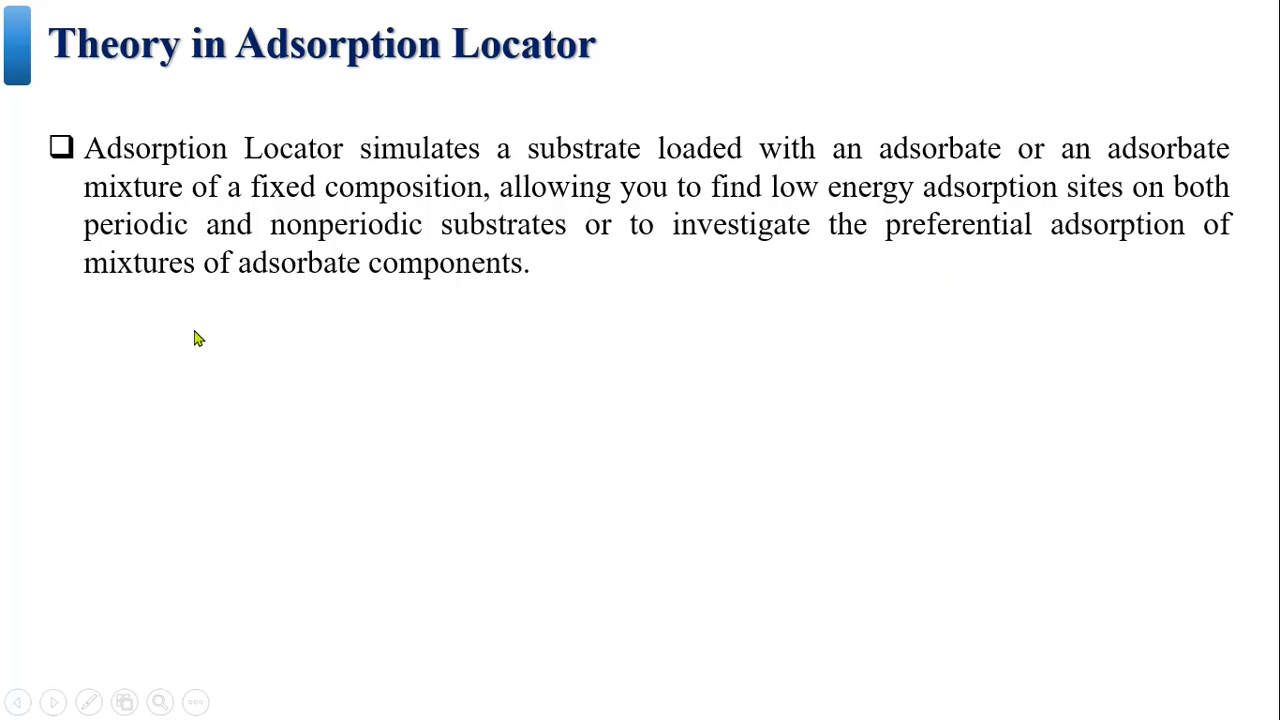 Theory in Adsorption Locator
Adsorption Locator simulates a substrate loaded with an adsorbate or an adsorbate
mixture of a fixed composition, allowing you to find low energy adsorption sites on both
periodic and nonperiodic substrates or to investigate the preferential adsorption of
mixtures of adsorbate components.